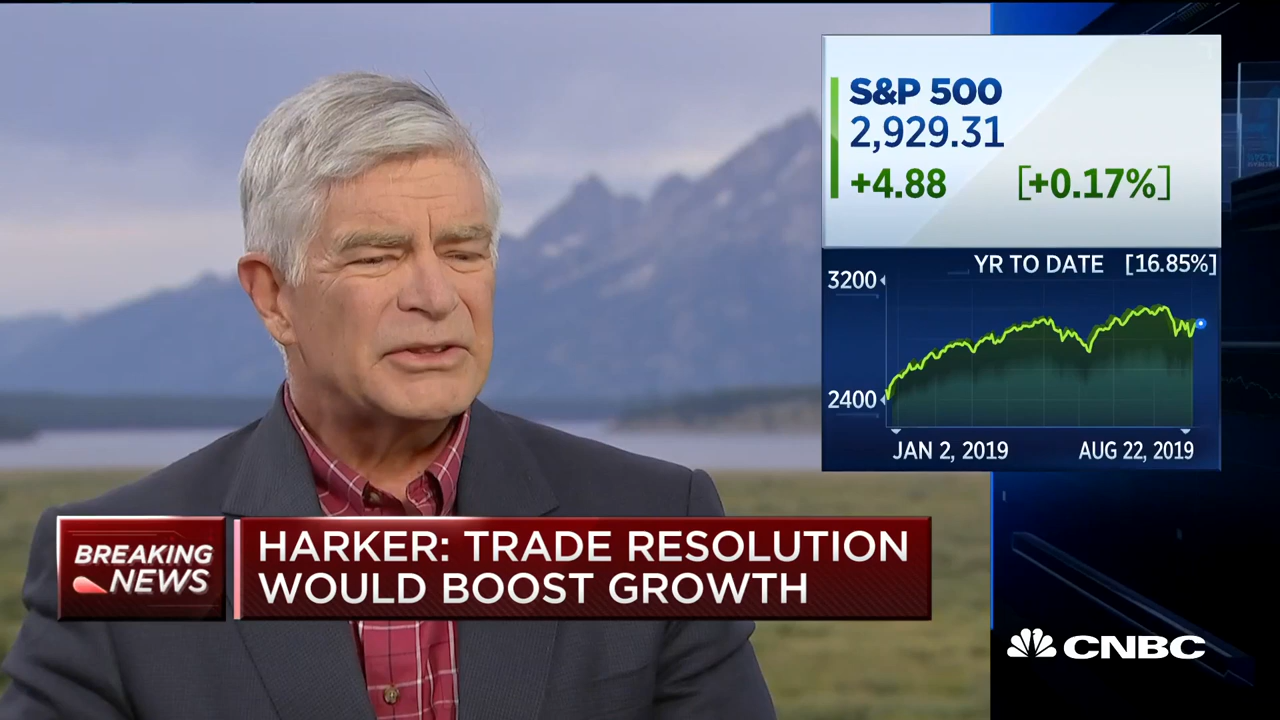 S&P 500
2,929.31
+4.88 [+0.17%]
YR TO DATE [16.85%]
3200
2400
JAN 2, 2019 AUG 22, 2019
BREAKING
NEWS
HARKER: TRADE RESOLUTION
WOULD BOOST GROWTH
CNBC